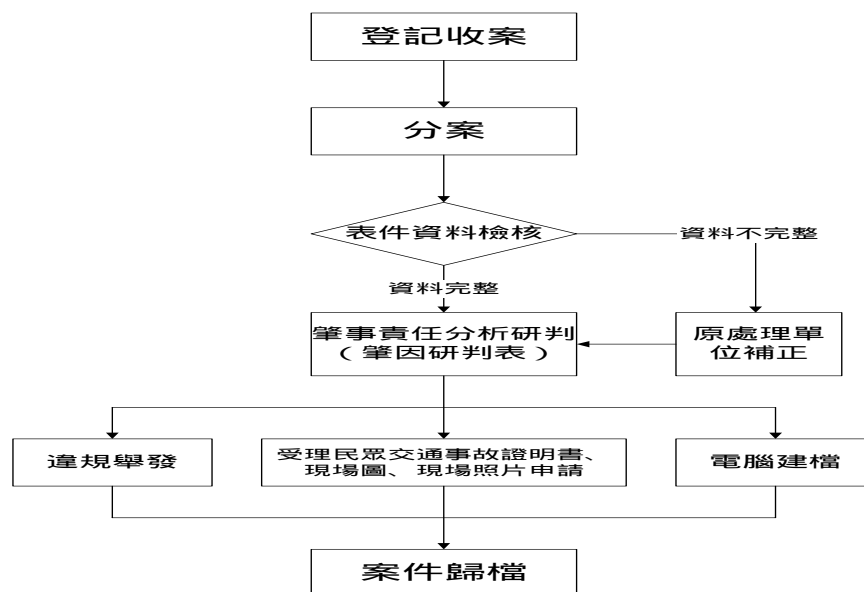 登記收案
分案
表件資料檢核
資料不完整
資料完整
肇事責任分析研判
（肇因研判表）
原處理單
位補正
違規舉發
受理民眾交通事故證明書、
現場圖、現場照片申請
電腦建檔
案件歸檔